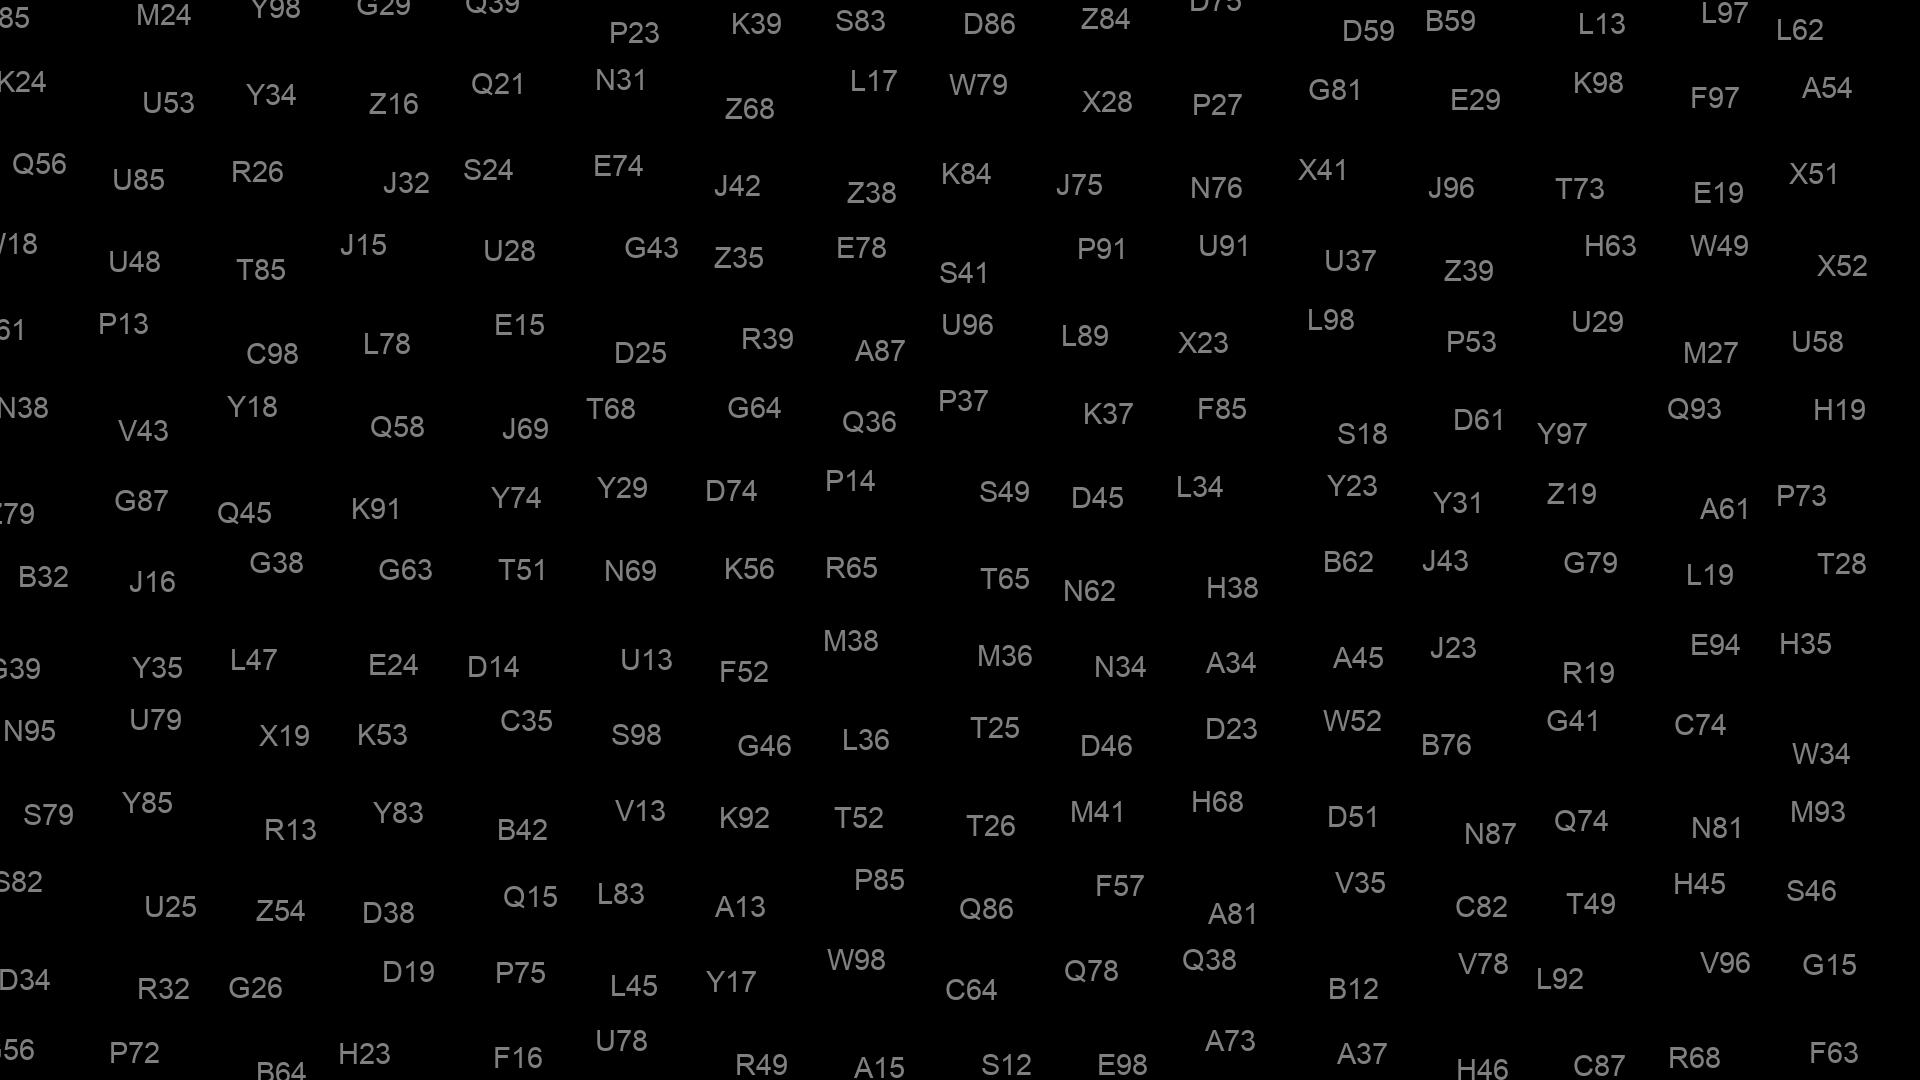 85 M24 Y98 G29 Q39 P23 K39 S83 D86 Z84 D75 D59 B59 L13 L97 L62
K24 U53 Y34 Z16 Q21 N31 Z68 L17 W79 X28 P27 G81 E29 K98 F97 A54
Q56 U85 R26 J32 S24 E74 J42 Z38 K84 J75 N76 X41 J96 T73 E19 X51
18 U48 T85 J15 U28 G43 Z35 E78 S41 P91 U91 U37 Z39 H63 W49 X52
61 P13 C98 L78 E15 D25 R39 A87 U96 L89 X23 L98 P53 U29 M27 U58
N38 V43 Y18 Q58 J69 T68 G64 Q36 P37 K37 F85 S18 D61 Y97 Q93 H19
79 G87 Q45 K91 Y74 Y29 D74 P14 S49 D45 L34 Y23 Y31 Z19 A61 P73
B32 J16 G38 G63 T51 N69 K56 R65 T65 N62 H38 B62 J43 G79 L19 T28
G39 Y35 L47 E24 D14 U13 F52 M38 M36 N34 A34 A45 J23 R19 E94 H35
N95 U79 X19 K53 C35 S98 G46 L36 T25 D46 D23 W52 B76 G41 C74 W34
S79 Y85 R13 Y83 B42 V13 K92 T52 T26 M41 H68 D51 N87 Q74 N81 M93
S82 U25 Z54 D38 Q15 L83 A13 P85 Q86 F57 A81 V35 C82 T49 H45 S46
D34 R32 G26 D19 P75 L45 Y17 W98 C64 Q78 Q38 B12 V78 L92 V96 G15
56 P72 B64 H23 F16 U78 R49 A15 S12 E98 A73 A37 H46 C87 R68 F63